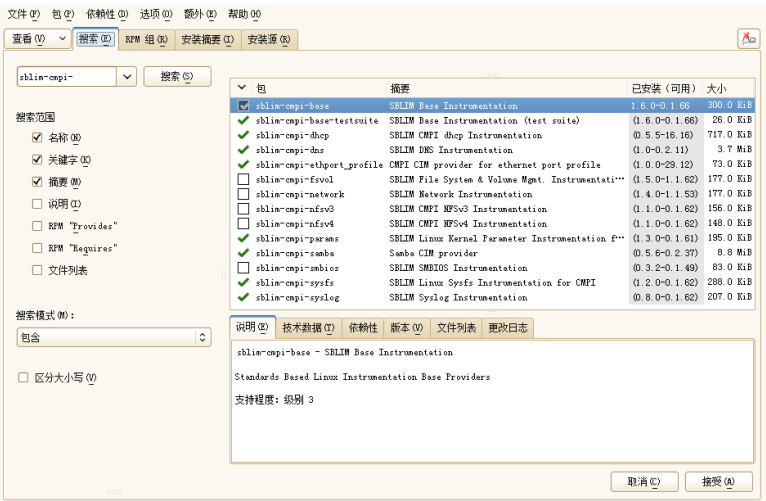 文件(F) 包(P) 依赖性(D) 选项(O) 额外(E) 帮助(H)
查看(V) 搜索(E) RPM 组(R) 安装摘要(I) 安装源(R)
sblim-cmpi- 搜索(S)
搜索范围
名称(N)
关键字(K)
摘要(M)
说明(I)
RPM "Provides"
RPM "Requires"
文件列表
搜索模式(M):
包含
区分大小写(V)
包 摘要 已安装（可用） 大小
sblim-cmpi-base SBLIM Base Instrumentation 1.6.0-0.1.66 300.0 KiB
sblim-cmpi-base-testsuite SBLIM Base Instrumentation (test suite) (1.6.0-0.1.66) 26.0 KiB
sblim-cmpi-dhcp SBLIM CMPI dhcp Instrumentation (0.5.5-16.16) 717.0 KiB
sblim-cmpi-dns SBLIM DNS Instrumentation (1.0-0.2.11) 3.7 MiB
sblim-cmpi-ethport_profile CMPI CIM provider for ethernet port profile (1.0.0-29.12) 73.0 KiB
sblim-cmpi-fsvol SBLIM File System & Volume Mgmt. Instrumentati… (1.5.0-1.1.62) 177.0 KiB
sblim-cmpi-network SBLIM Network Instrumentation (1.4.0-1.1.53) 177.0 KiB
sblim-cmpi-nfsv3 SBLIM CMPI NFSv3 Instrumentation (1.1.0-0.1.62) 156.0 KiB
sblim-cmpi-nfsv4 SBLIM CMPI NFSv4 Instrumentation (1.1.0-0.1.62) 148.0 KiB
sblim-cmpi-params SBLIM Linux Kernel Parameter Instrumentation f… (1.3.0-0.1.61) 195.0 KiB
sblim-cmpi-samba Samba CIM provider (0.5.6-0.2.37) 8.8 MiB
sblim-cmpi-smbios SBLIM SMBIOS Instrumentation (0.3.2-0.1.49) 83.0 KiB
sblim-cmpi-sysfs SBLIM Linux Sysfs Instrumentation for CMPI (1.2.0-0.1.62) 288.0 KiB
sblim-cmpi-syslog SBLIM Syslog Instrumentation (0.8.0-0.1.62) 207.0 KiB
说明(E) 技术数据(T) 依赖性 版本(V) 文件列表 更改日志
sblim-cmpi-base - SBLIM Base Instrumentation
Standards Based Linux Instrumentation Base Providers
支持程度: 级别 3
取消(C) 接受(A)